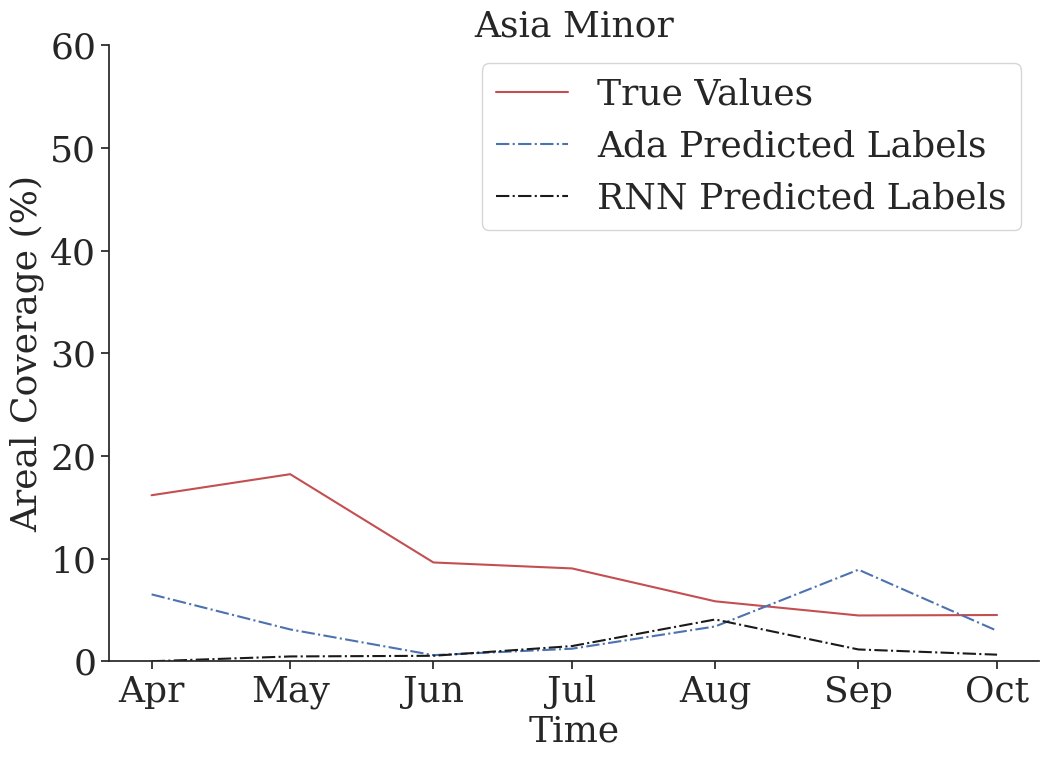 Asia Minor
True Values
Ada Predicted Labels
RNN Predicted Labels
Areal Coverage (%)
60
50
40
30
20
10
0
Apr May Jun Jul Aug Sep Oct
Time